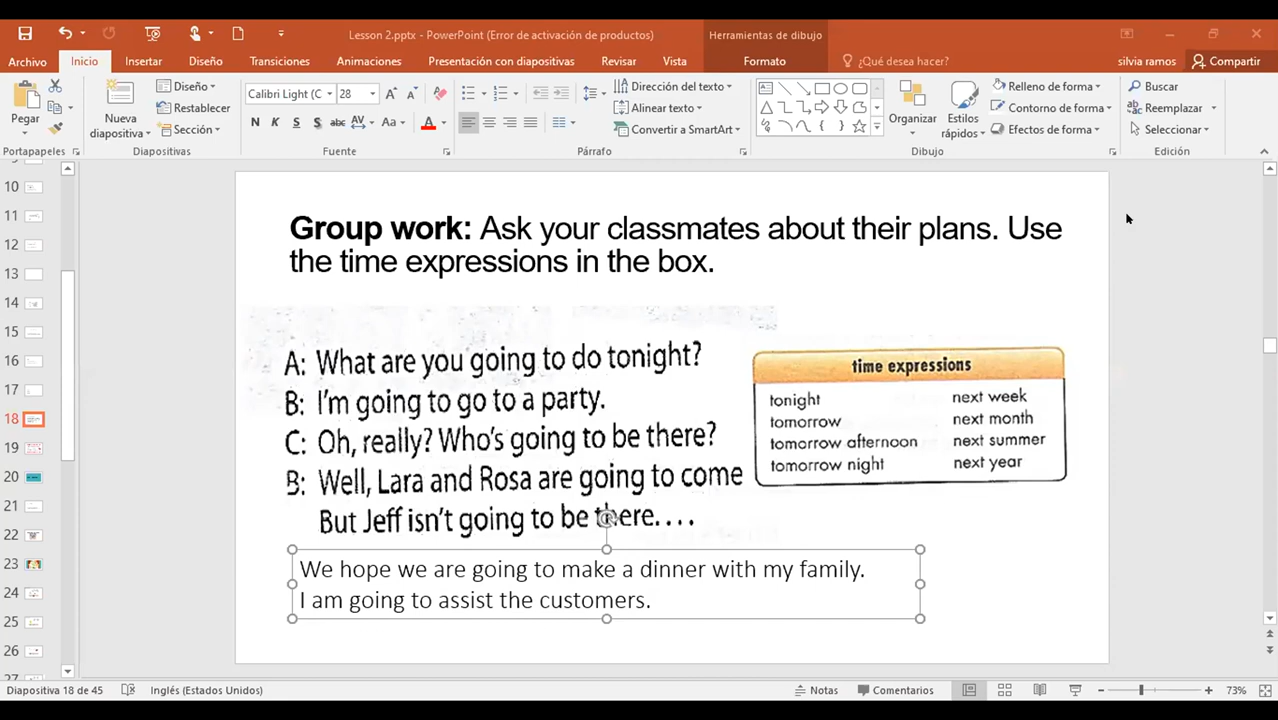 Lesson 2.pptx - PowerPoint (Error de activación de productos)
Herramientas de dibujo
Archivo
Inicio
Insertar
Diseño
Transiciones
Animaciones
Presentación con diapositivas
Revisar
Vista
Formato
¿Qué desea hacer?
silvia ramos
Compartir
Pegar
Portapapeles
Nueva
diapositiva
Diseño
Restablecer
Sección
Diapositivas
Calibri Light (C
28
N K S S abc AV Aa A
Fuente
Dirección del texto
Alinear texto
Convertir a SmartArt
Párrafo
Organizar
Estilos
rápidos
Relleno de forma
Contorno de forma
Efectos de forma
Dibujo
Buscar
Reemplazar
Seleccionar
Edición
10
11
12
13
14
15
16
17
18
19
20
21
22
23
24
25
26
Group work: Ask your classmates about their plans. Use
the time expressions in the box.
A: What are you going to do tonight?
B: I'm going to go to a party.
C: Oh, really? Who's going to be there?
B: Well, Lara and Rosa are going to come
But Jeff isn't going to be there. . . .
time expressions
tonight next week
tomorrow next month
tomorrow afternoon next summer
tomorrow night next year
We hope we are going to make a dinner with my family.
I am going to assist the customers.
Diapositiva 18 de 45
Inglés (Estados Unidos)
Notas
Comentarios
73%